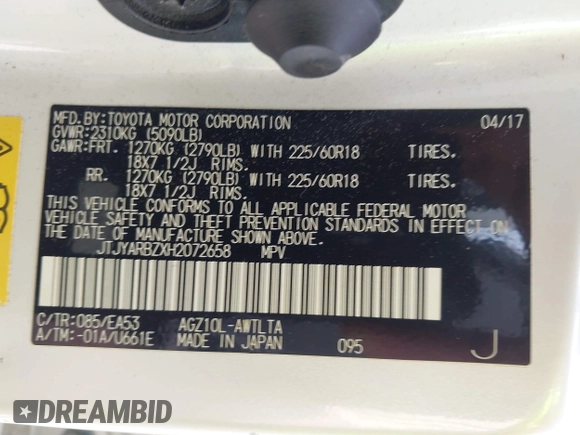 MFD.BY:TOYOTA MOTOR CORPORATION 04/17
GVWR:2310KG (5090LB)
GAWR:FRT. 1270KG (2790LB) WITH 225/60R18 TIRES.
18X7 1/2J RIMS.
RR. 1270KG (2790LB) WITH 225/60R18 TIRES.
18X7 1/2J RIMS.
THIS VEHICLE CONFORMS TO ALL APPLICABLE FEDERAL MOTOR
VEHICLE SAFETY AND THEFT PREVENTION STANDARDS IN EFFECT ON
THE DATE OF MANUFACTURE SHOWN ABOVE.
JTJYARBZXH2072658 MPV
C/TR:085/EA53 AGZ10L-AWTLTA
A/TM:-01A/U661E MADE IN JAPAN 095 J
DREAMBID